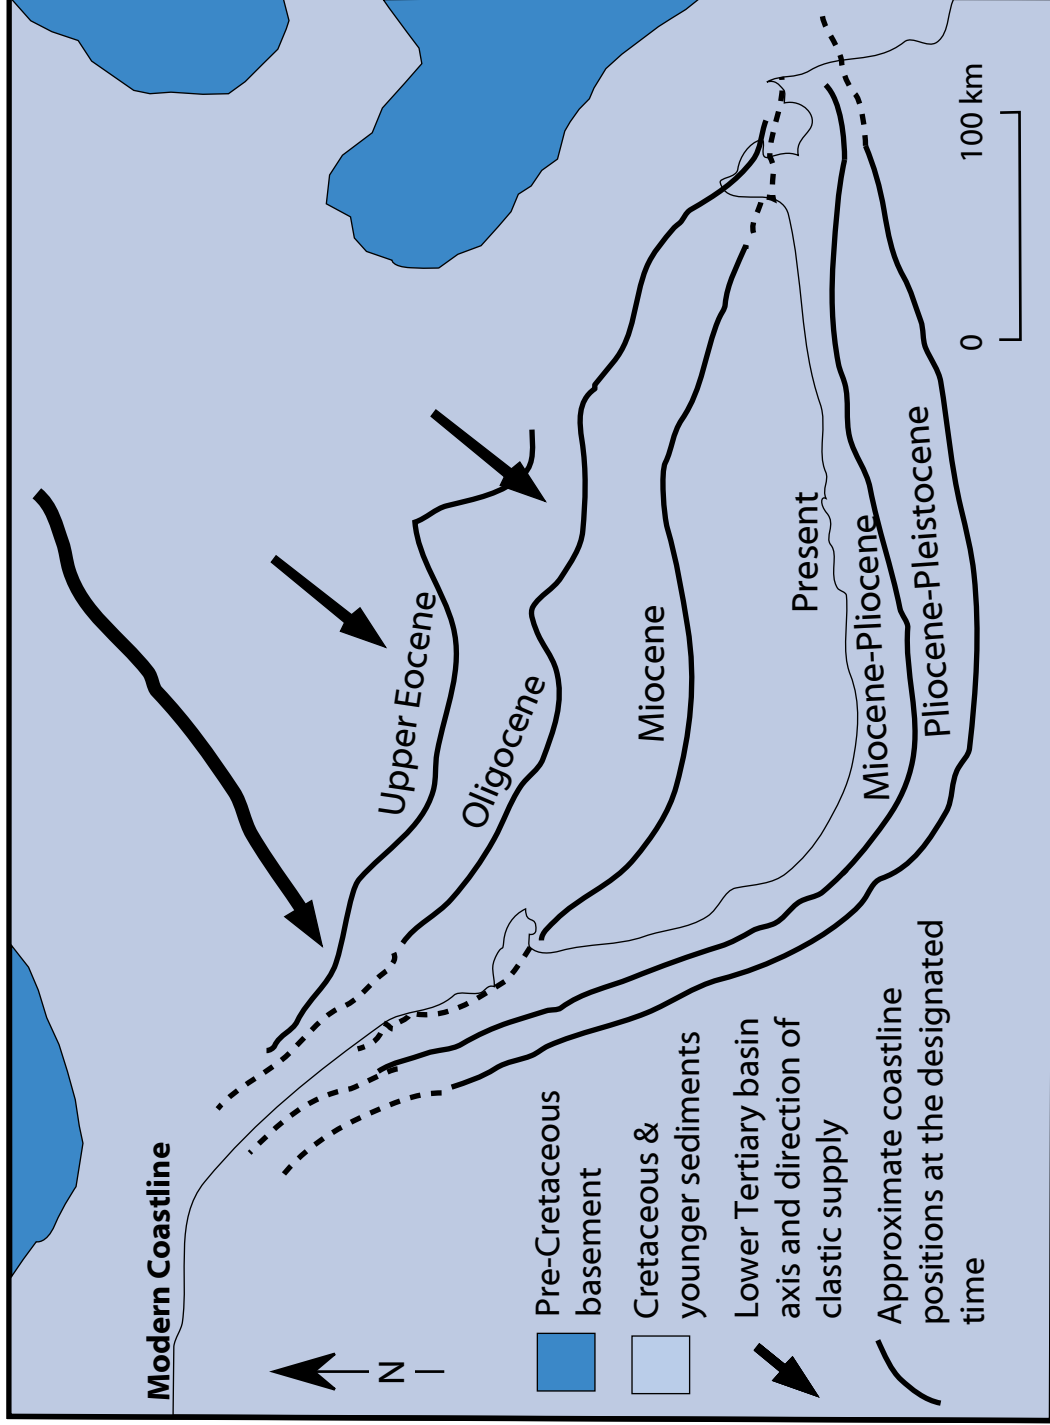 Modern Coastline
Upper Eocene
Oligocene
Miocene
Present
Miocene-Pliocene
Pliocene-Pleistocene
N
Pre-Cretaceous
basement
Cretaceous &
younger sediments
Lower Tertiary basin
axis and direction of
clastic supply
Approximate coastline
positions at the designated
time
0
100 km